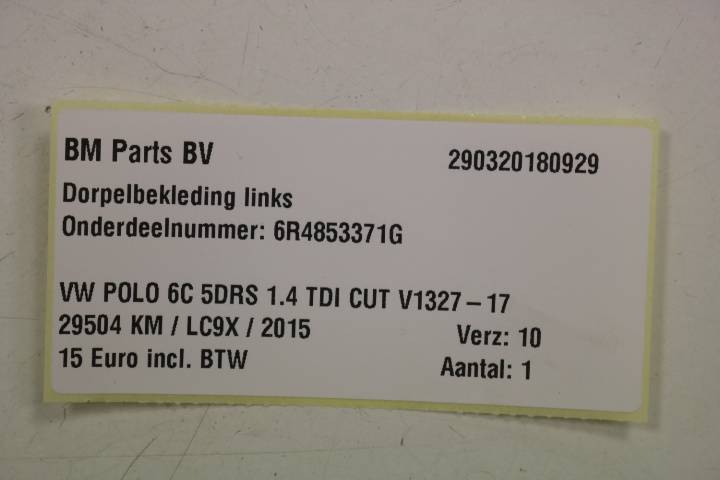 BM Parts BV 290320180929
Dorpelbekleding links
Onderdeelnummer: 6R4853371G
VW POLO 6C 5DRS 1.4 TDI CUT V1327-17
29504 KM / LC9X / 2015 Verz: 10
15 Euro incl. BTW Aantal: 1